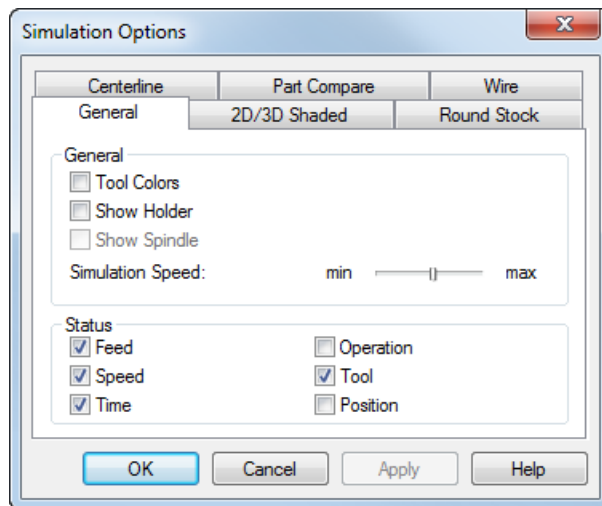 Simulation Options
Centerline Part Compare Wire
General 2D/3D Shaded Round Stock
General
Tool Colors
Show Holder
Show Spindle
Simulation Speed: min max
Status
Feed Operation
Speed Tool
Time Position
OK Cancel Apply Help